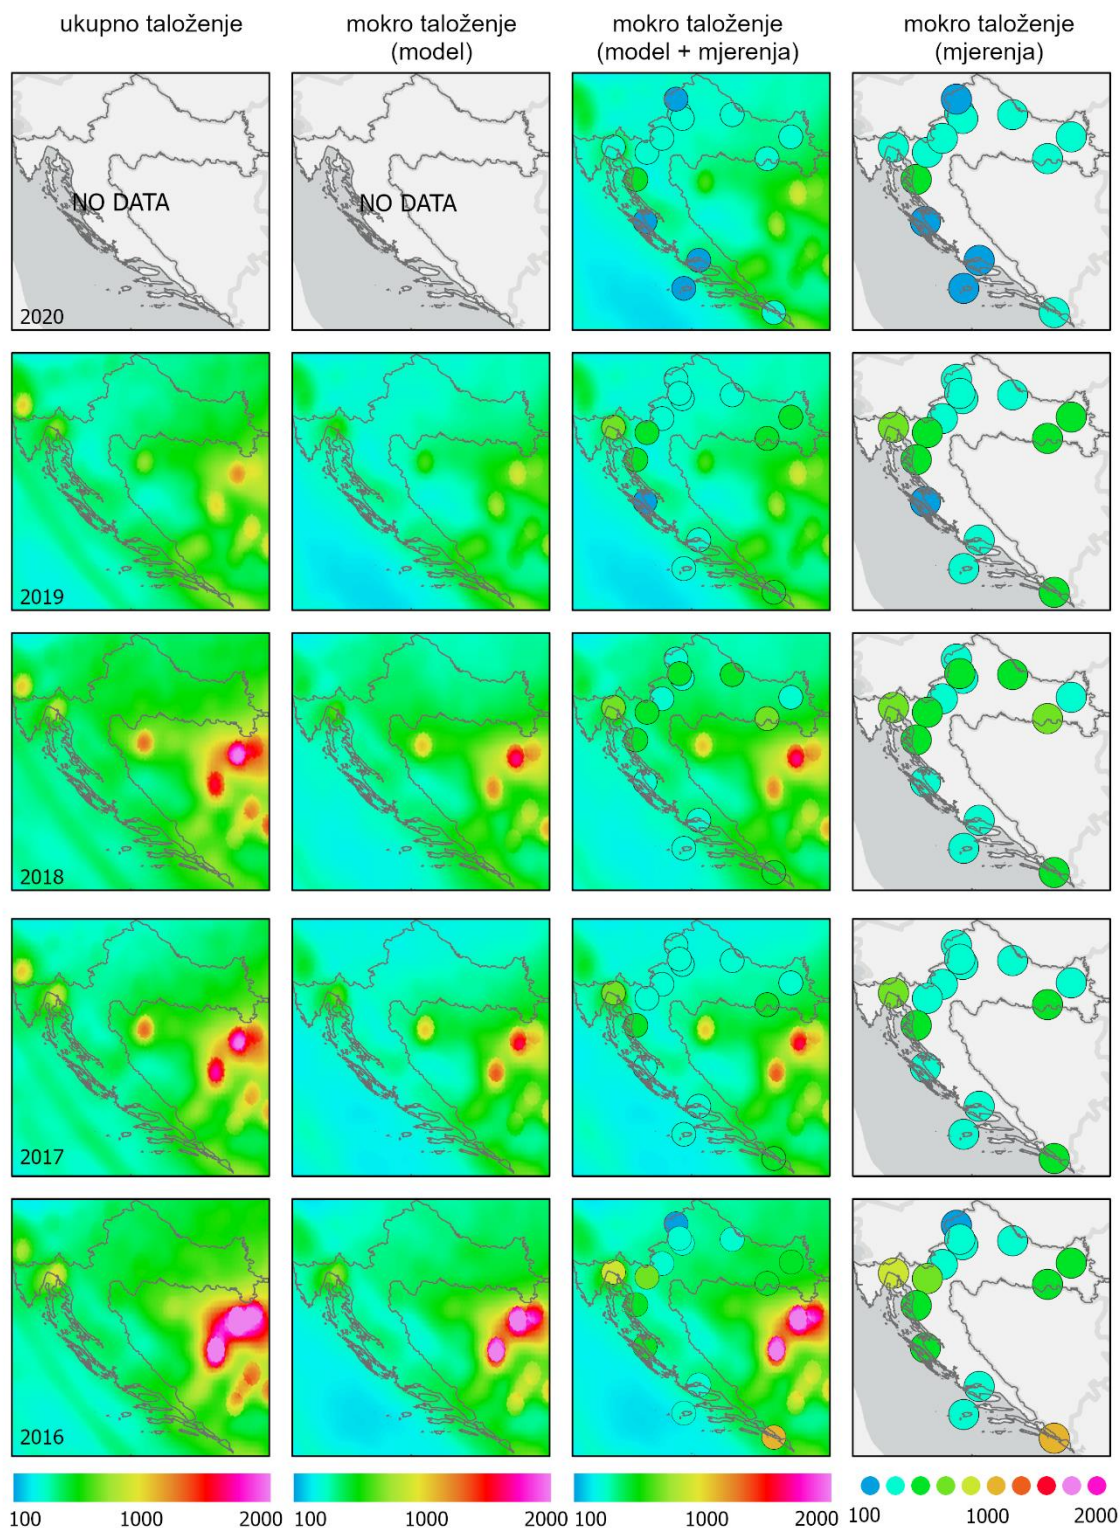 ukupno taloženje
mokro taloženje
(model)
mokro taloženje
(model + mjerenja)
mokro taloženje
(mjerenja)
NO DATA
NO DATA
2020
2019
2018
2017
2016
100 1000 2000
100 1000 2000
100 1000 2000
100 1000 2000